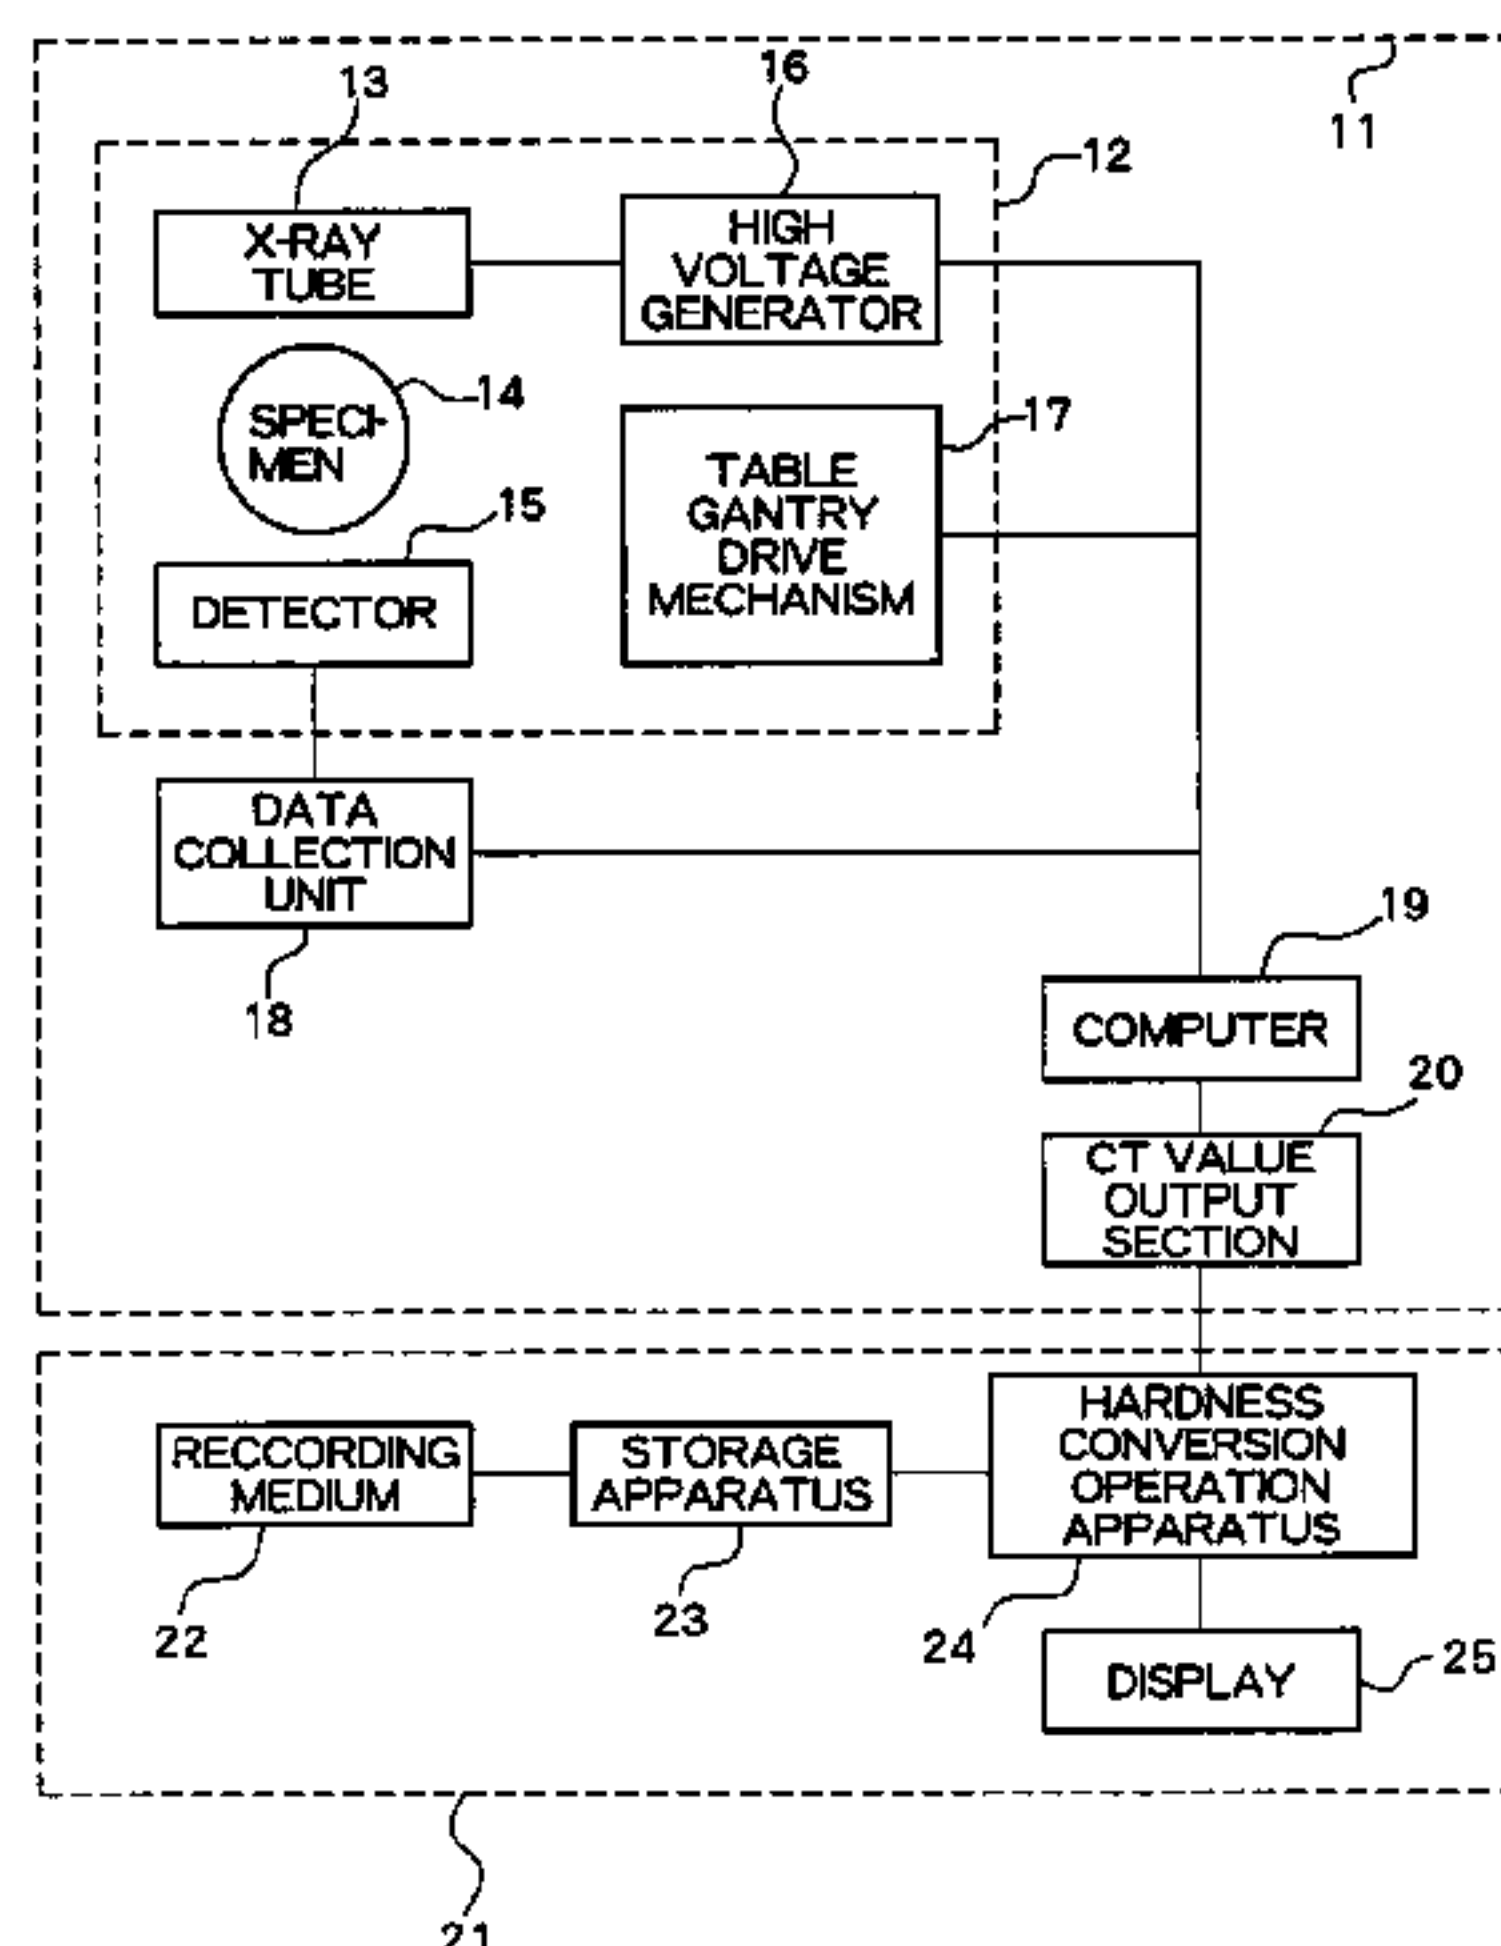 13
16
11
12
X-RAY
TUBE
HIGH
VOLTAGE
GENERATOR
14
SPECI-
MEN
17
TABLE
GANTRY
DRIVE
MECHANISM
15
DETECTOR
DATA
COLLECTION
UNIT
18
19
COMPUTER
20
CT VALUE
OUTPUT
SECTION
HARDNESS
CONVERSION
OPERATION
APPARATUS
RECCORDING
MEDIUM
STORAGE
APPARATUS
22
23
24
DISPLAY
25
21